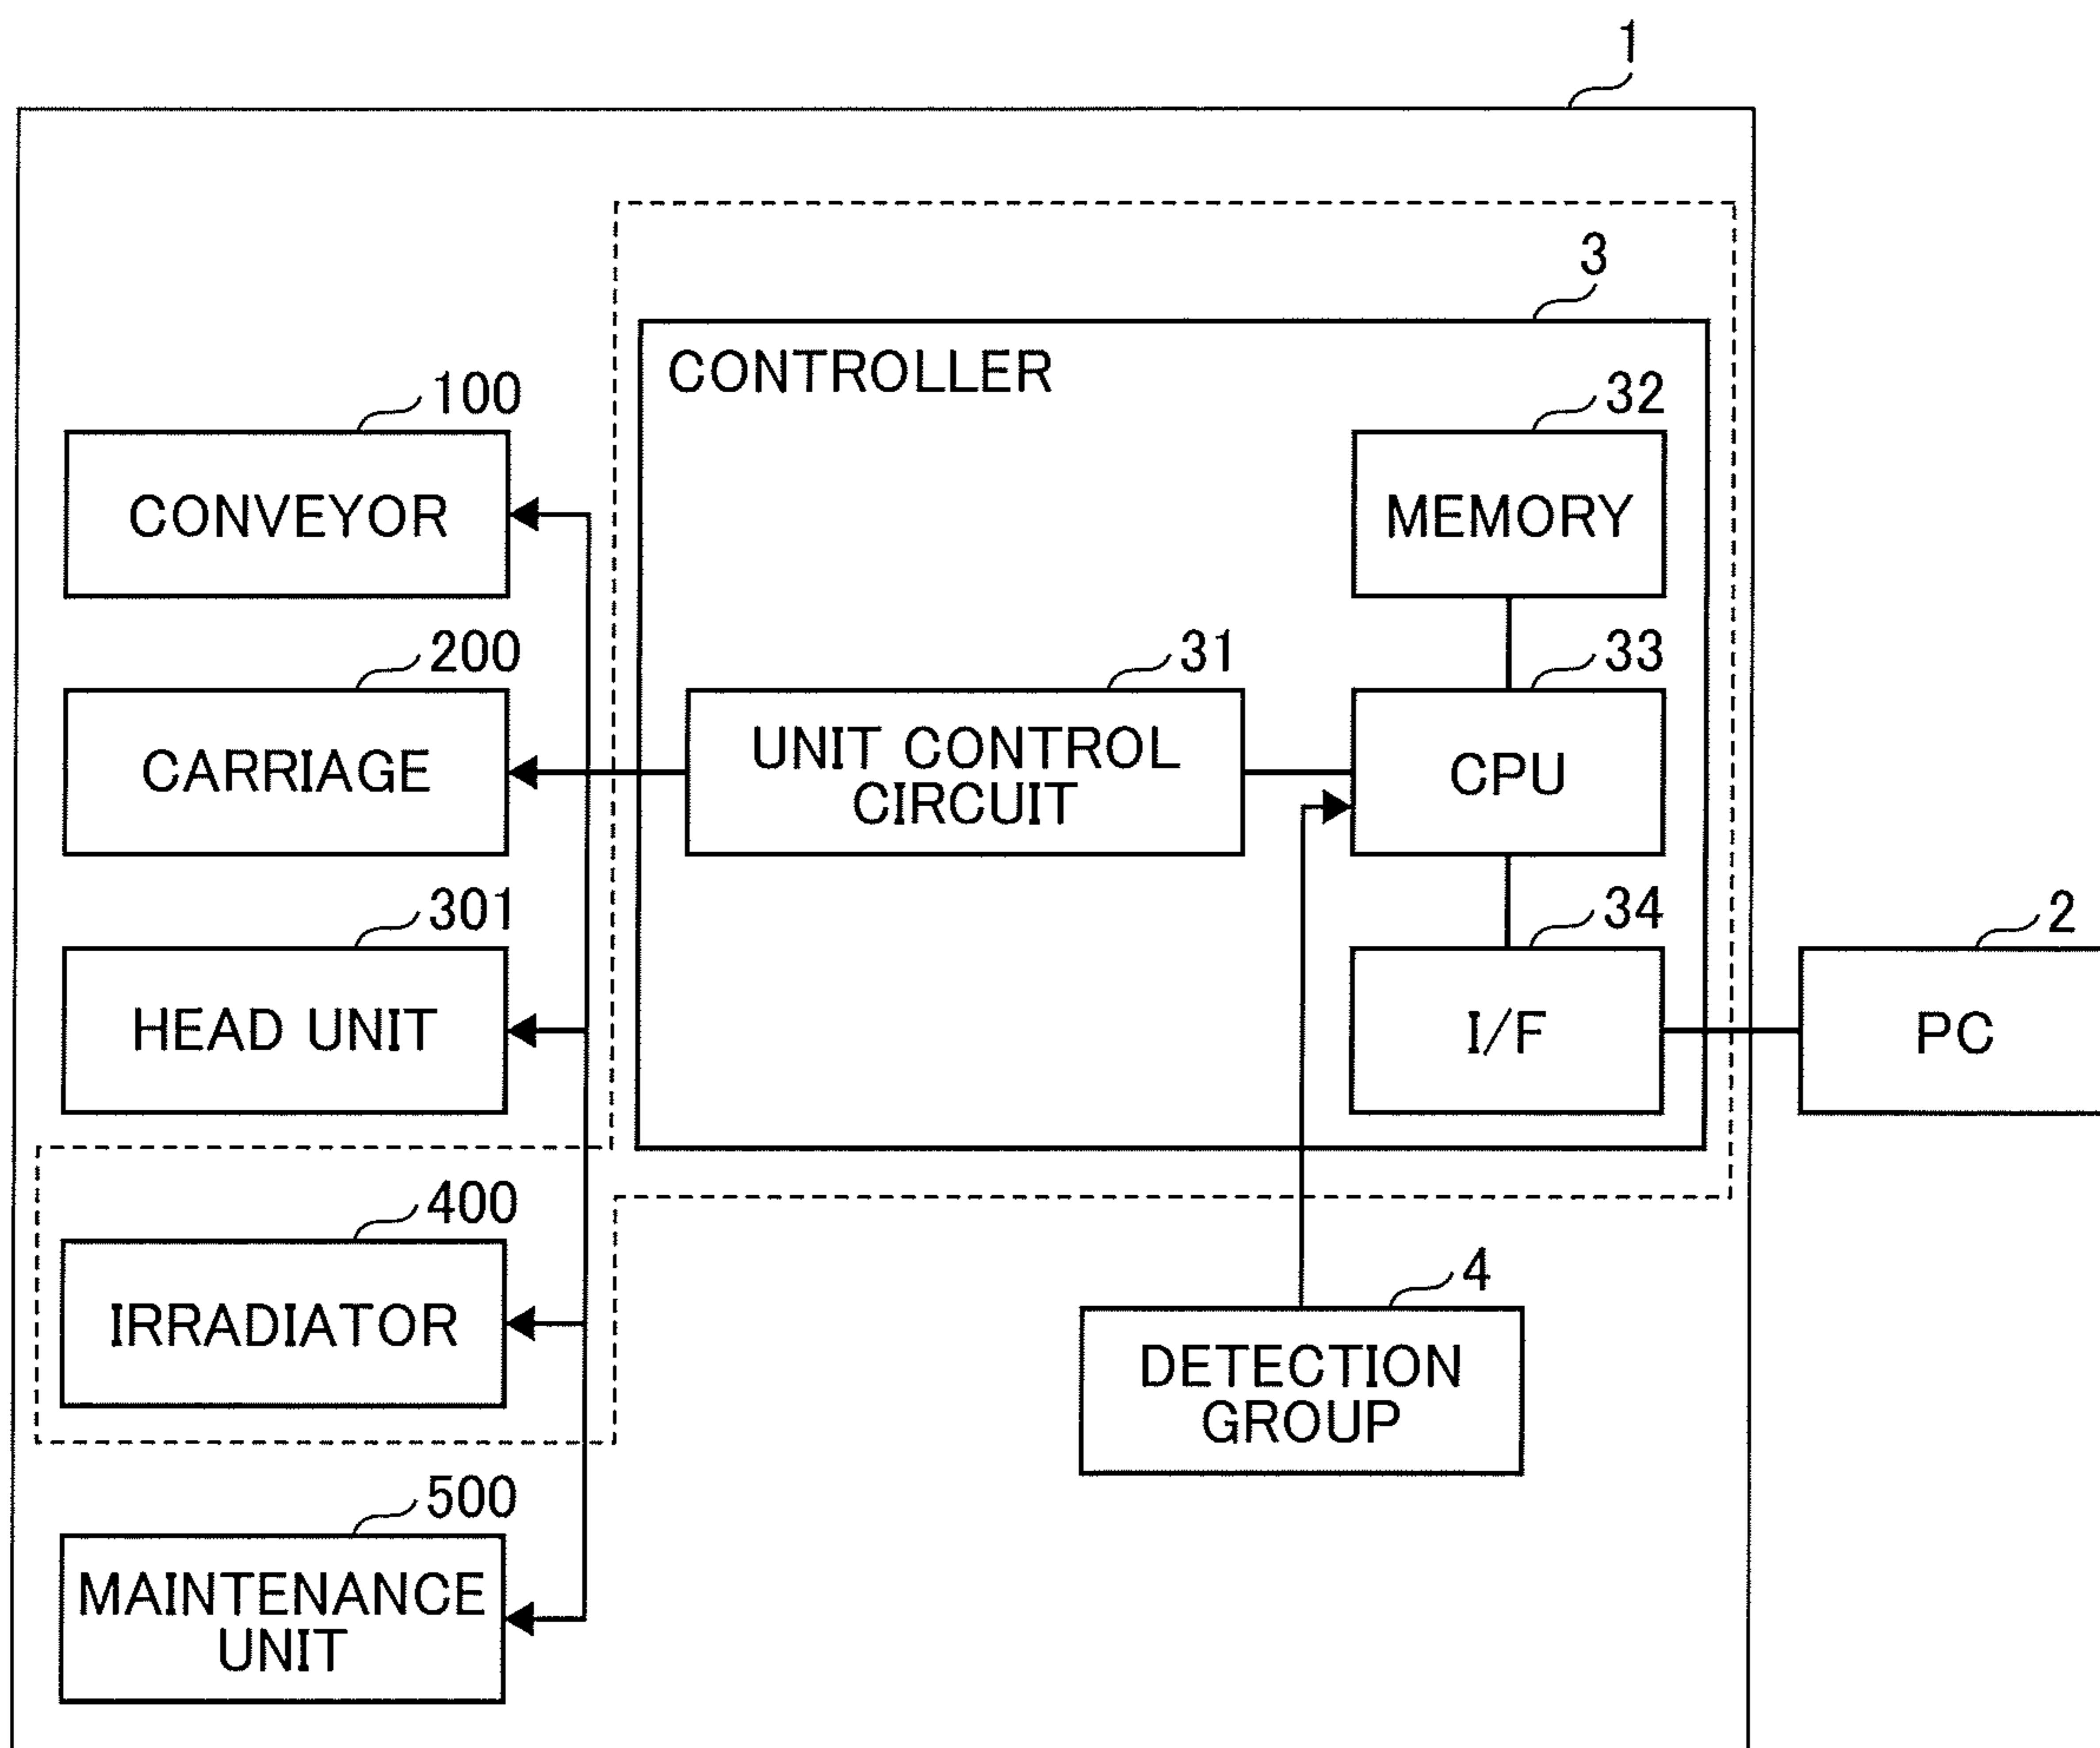 1
3
CONTROLLER
100
CONVEYOR
32
MEMORY
200
CARRIAGE
31
UNIT CONTROL
CIRCUIT
33
CPU
301
HEAD UNIT
34
I/F
2
PC
400
IRRADIATOR
4
DETECTION
GROUP
500
MAINTENANCE
UNIT